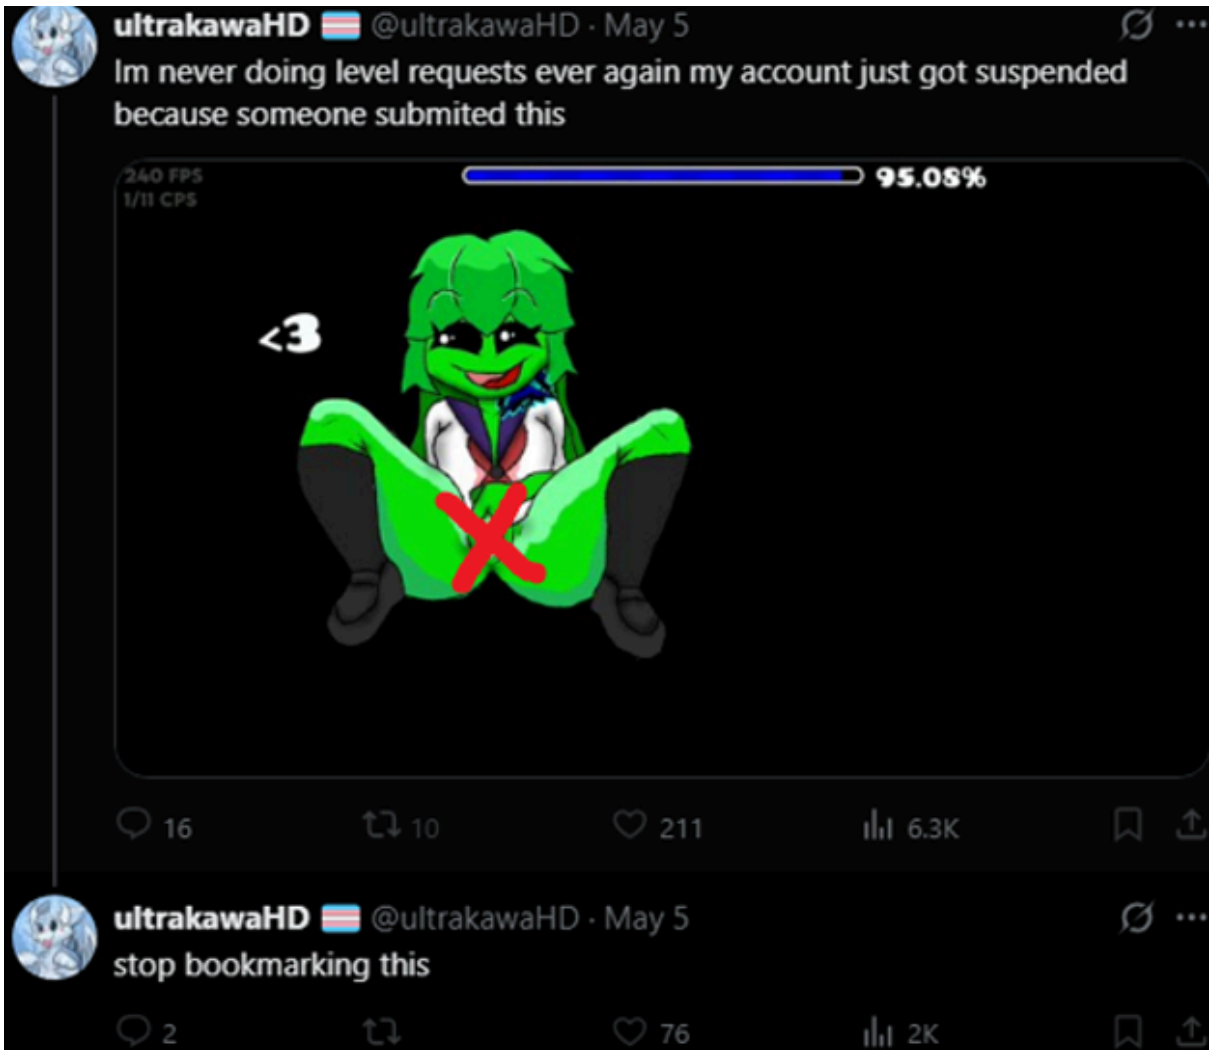 ultrakawaHD @ultrakawaHD · May 5
Im never doing level requests ever again my account just got suspended
because someone submited this
240 FPS
1/11 CPS
95.08%
<3
16 10 211 6.3K
ultrakawaHD @ultrakawaHD · May 5
stop bookmarking this
2 76 2K